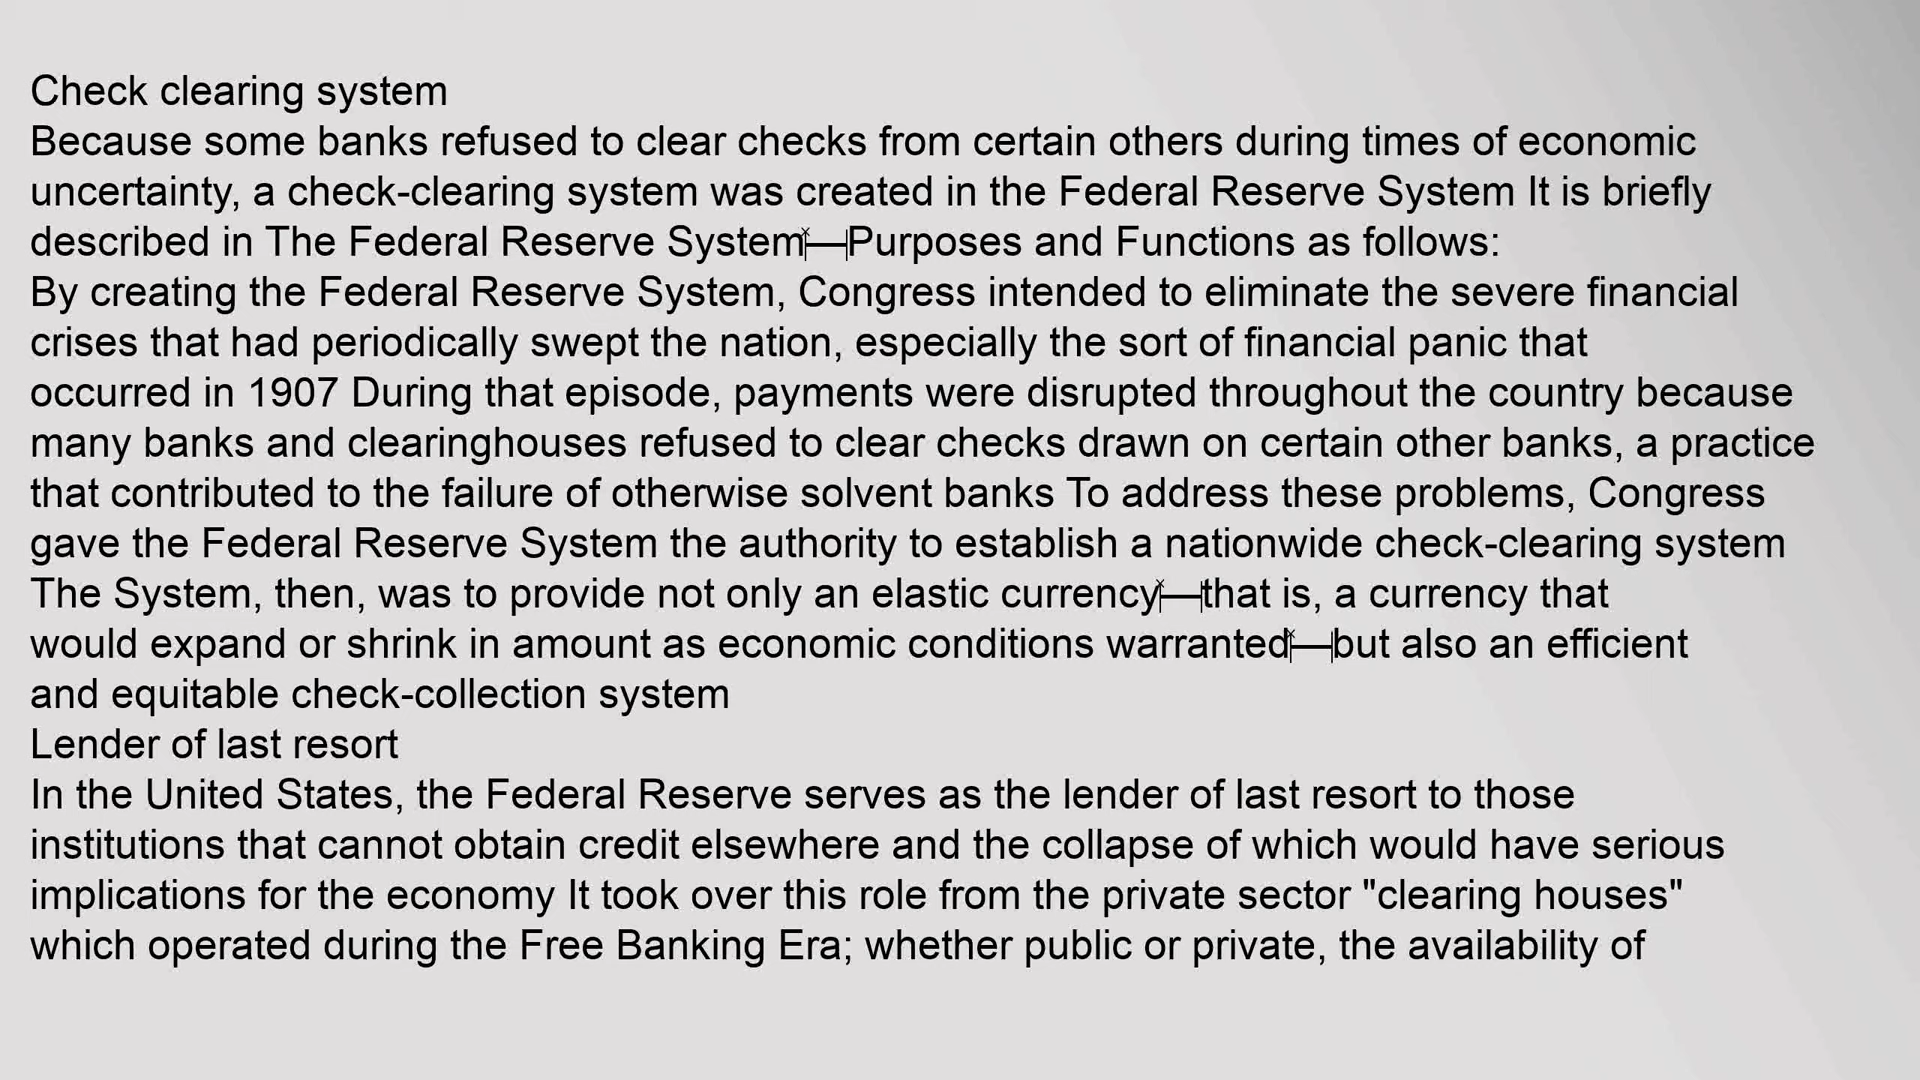 Check clearing system
Because some banks refused to clear checks from certain others during times of economic
uncertainty, a check-clearing system was created in the Federal Reserve System It is briefly
described in The Federal Reserve System—Purposes and Functions as follows:
By creating the Federal Reserve System, Congress intended to eliminate the severe financial
crises that had periodically swept the nation, especially the sort of financial panic that
occurred in 1907 During that episode, payments were disrupted throughout the country because
many banks and clearinghouses refused to clear checks drawn on certain other banks, a practice
that contributed to the failure of otherwise solvent banks To address these problems, Congress
gave the Federal Reserve System the authority to establish a nationwide check-clearing system
The System, then, was to provide not only an elastic currency—that is, a currency that
would expand or shrink in amount as economic conditions warranted—but also an efficient
and equitable check-collection system
Lender of last resort
In the United States, the Federal Reserve serves as the lender of last resort to those
institutions that cannot obtain credit elsewhere and the collapse of which would have serious
implications for the economy It took over this role from the private sector "clearing houses"
which operated during the Free Banking Era; whether public or private, the availability of